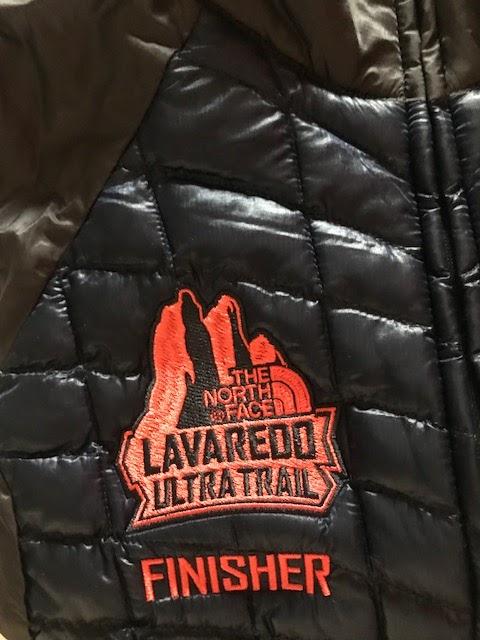 THE
NORTH
FACE
LAVAREDO
ULTRA TRAIL
FINISHER